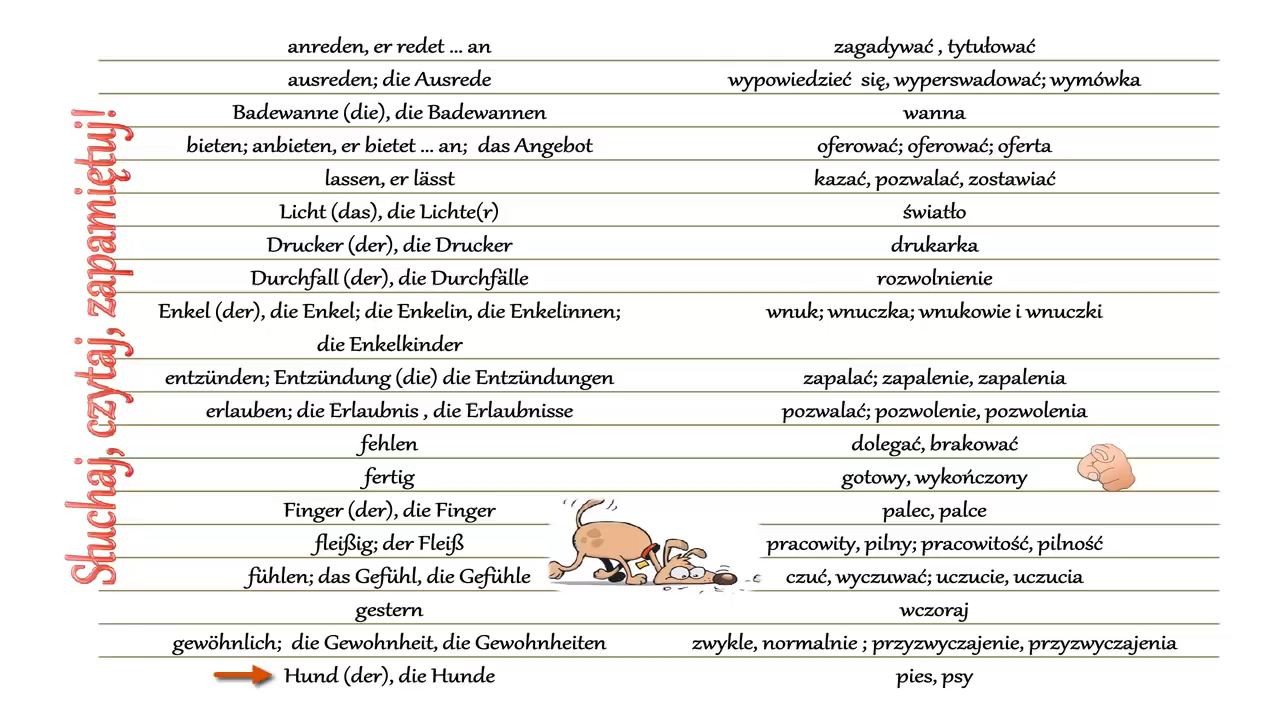 Słuchaj, czytaj, zapamiętuj!
anreden, er redet ... an zagadywać , tytułować
ausreden; die Ausrede wypowiedzieć się, wyperswadować; wymówka
Badewanne (die), die Badewannen wanna
bieten; anbieten, er bietet ... an; das Angebot oferować; oferować; oferta
lassen, er lässt kazać, pozwalać, zostawiać
Licht (das), die Lichte(r) światło
Drucker (der), die Drucker drukarka
Durchfall (der), die Durchfälle rozwolnienie
Enkel (der), die Enkel; die Enkelin, die Enkelinnen; wnuk; wnuczka; wnukowie i wnuczki
die Enkelkinder
entzünden; Entzündung (die) die Entzündungen zapalać; zapalenie, zapalenia
erlauben; die Erlaubnis , die Erlaubnisse pozwalać; pozwolenie, pozwolenia
fehlen dolegać, brakować
fertig gotowy, wykończony
Finger (der), die Finger palec, palce
fleißig; der Fleiß pracowity, pilny; pracowitość, pilność
fühlen; das Gefühl, die Gefühle czuć, wyczuwać; uczucie, uczucia
gestern wczoraj
gewöhnlich; die Gewohnheit, die Gewohnheiten zwykle, normalnie ; przyzwyczajenie, przyzwyczajenia
Hund (der), die Hunde pies, psy